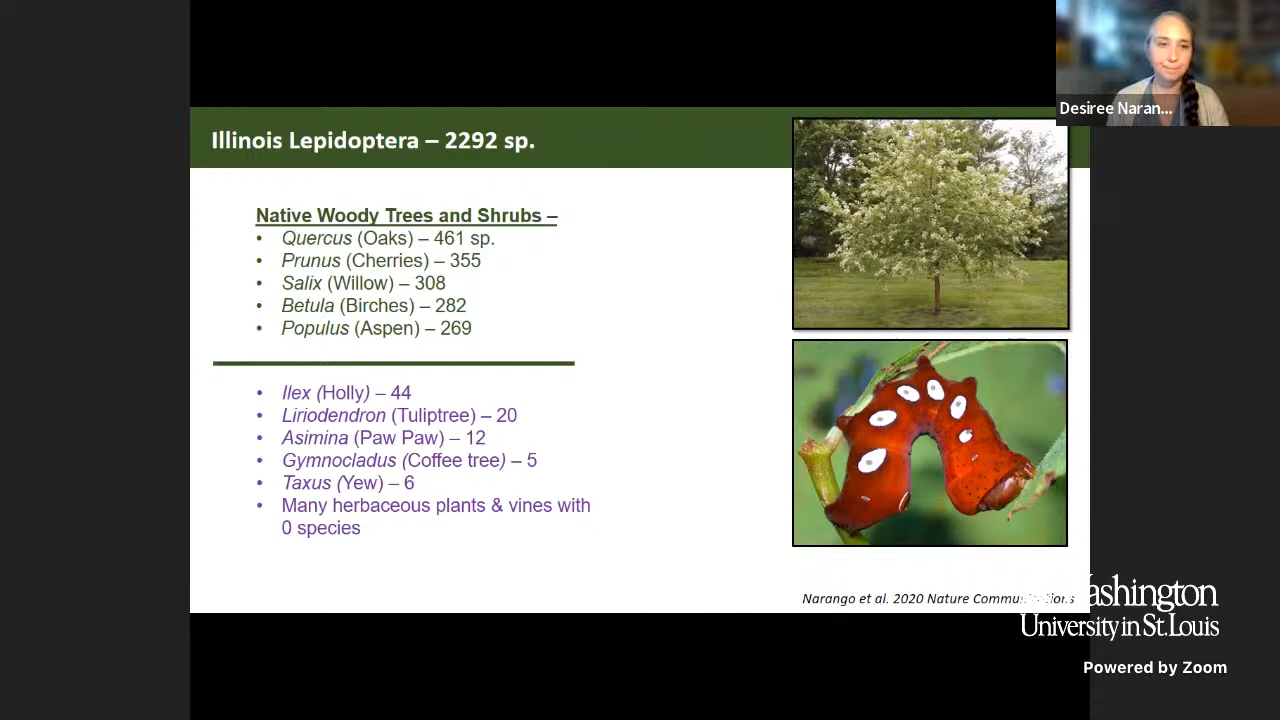 Desiree Naran...
Illinois Lepidoptera – 2292 sp.
Native Woody Trees and Shrubs –
• Quercus (Oaks) – 461 sp.
• Prunus (Cherries) – 355
• Salix (Willow) – 308
• Betula (Birches) – 282
• Populus (Aspen) – 269
• Ilex (Holly) – 44
• Liriodendron (Tuliptree) – 20
• Asimina (Paw Paw) – 12
• Gymnocladus (Coffee tree) – 5
• Taxus (Yew) – 6
• Many herbaceous plants & vines with
0 species
Narango et al. 2020 Nature Communications
Washington
University in St. Louis
Powered by Zoom